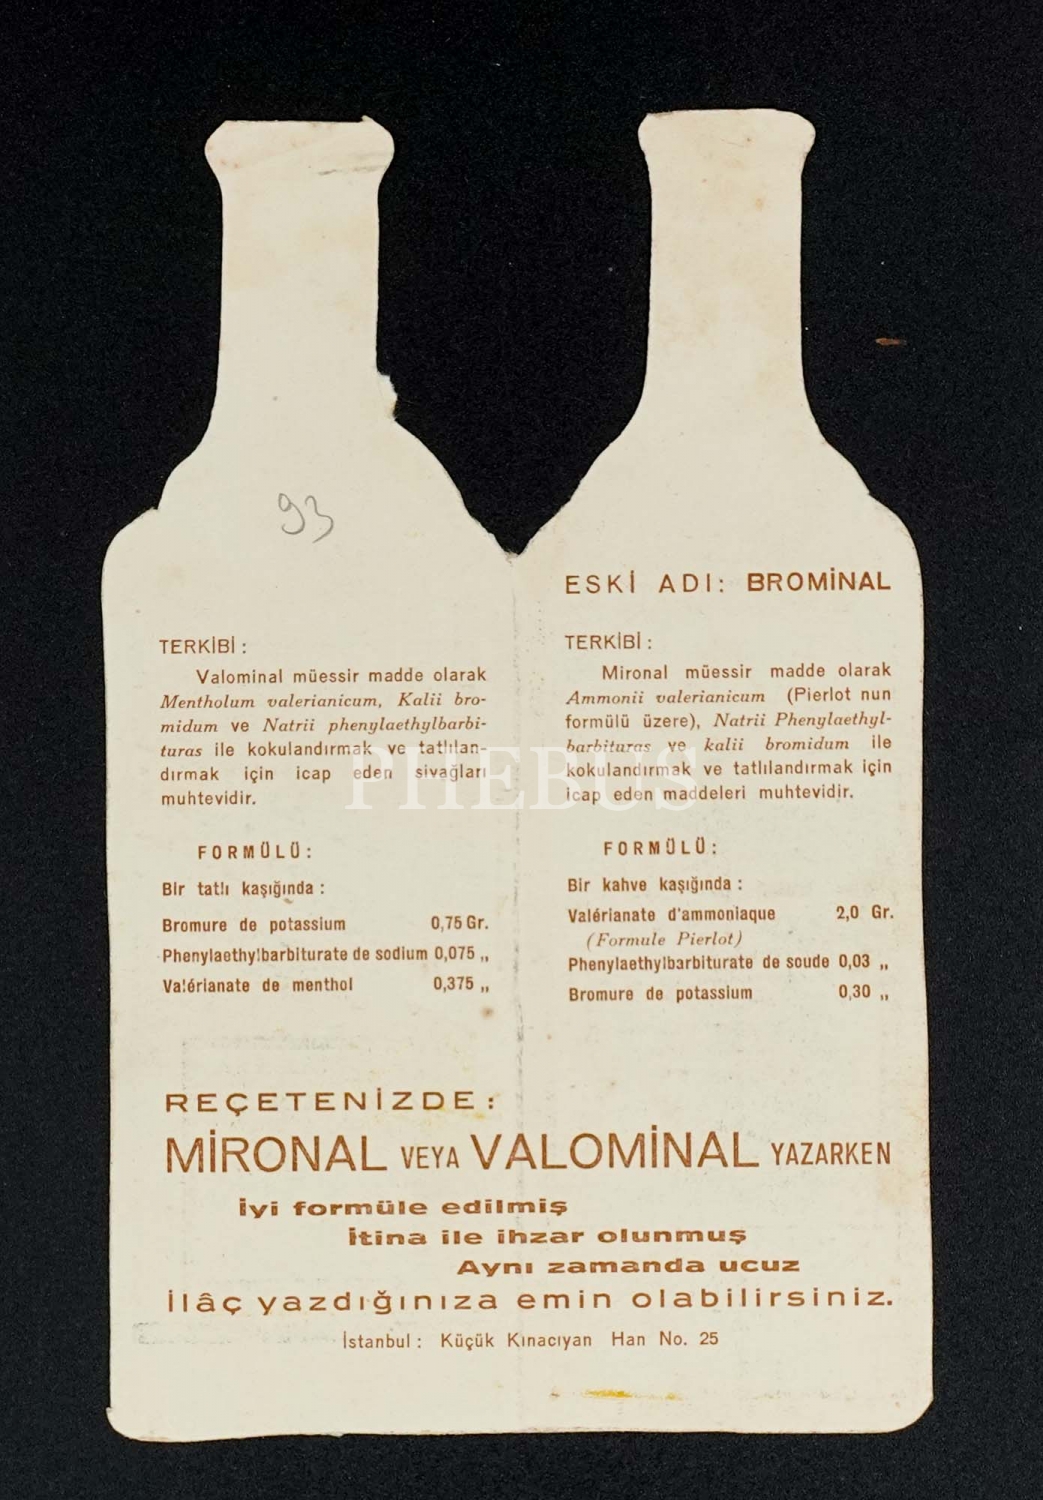 93
TERKİBİ :
Valominal müessir madde olarak
Mentholum valerianicum, Kalii bro-
midum ve Natrii phenylaethylbarbi-
turas ile kokulandırmak ve tatlılan-
dırmak için icap eden sivağları
muhtevidir.
FORMÜLÜ :
Bir tatlı kaşığında :
Bromure de potassium 0,75 Gr.
Phenylaethylbarbiturate de sodium 0,075 „
Valérianate de menthol 0,375 „
ESKİ ADI: BROMİNAL
TERKİBİ :
Mironal müessir madde olarak
Ammonii valerianicum (Pierlot nun
formülü üzere), Natrii Phenylaethyl-
barbituras ve kalii bromidum ile
kokulandırmak ve tatlılandırmak için
icap eden maddeleri muhtevidir.
FORMÜLÜ :
Bir kahve kaşığında :
Valérianate d'ammoniaque 2,0 Gr.
(Formule Pierlot)
Phenylaethylbarbiturate de soude 0,03 „
Bromure de potassium 0,30 „
REÇETENİZDE :
MİRONAL VEYA VALOMİNAL YAZARKEN
İyi formüle edilmiş
İtina ile ihzar olunmuş
Aynı zamanda ucuz
İlâç yazdığınıza emin olabilirsiniz.
İstanbul : Küçük Kınacıyan Han No. 25
PHEBUS